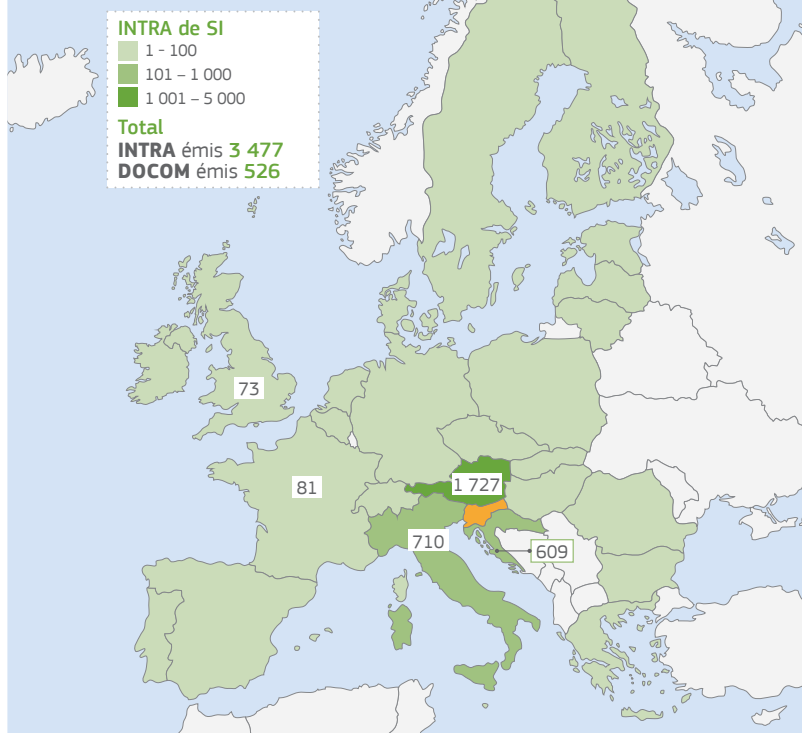 INTRA de SI
1 - 100
101 – 1 000
1 001 – 5 000
Total
INTRA émis 3 477
DOCOM émis 526
73
81
1 727
710
609